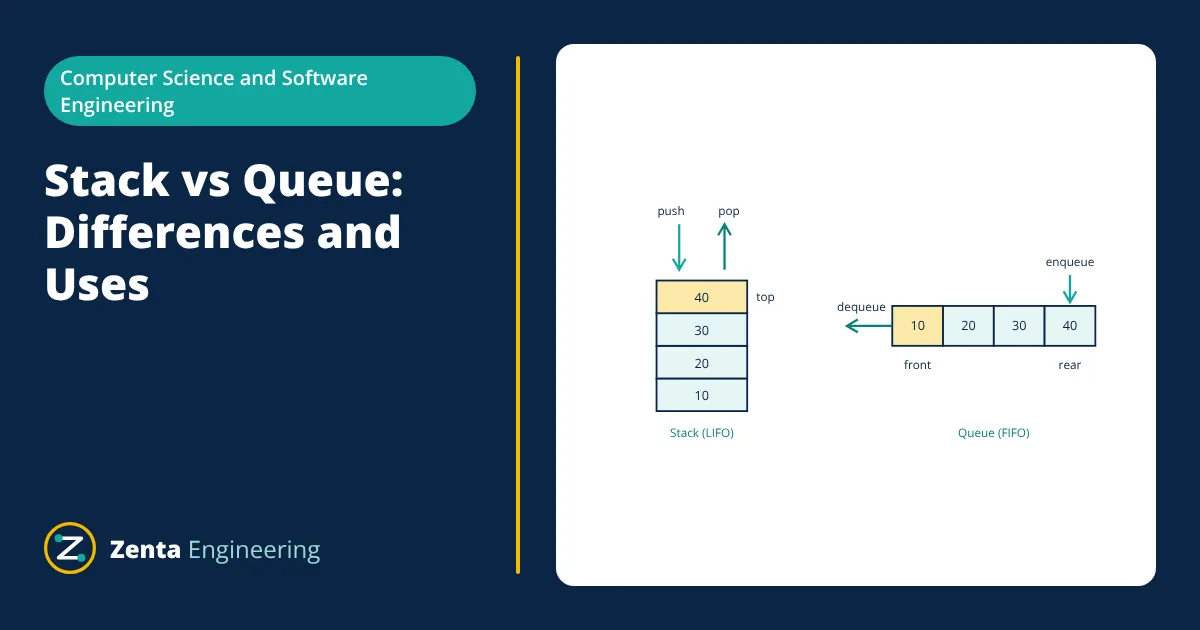 Computer Science and Software
Engineering
Stack vs Queue:
Differences and
Uses
Zenta Engineering
push
pop
40
top
30
20
10
Stack (LIFO)
enqueue
dequeue
10
20
30
40
front
rear
Queue (FIFO)